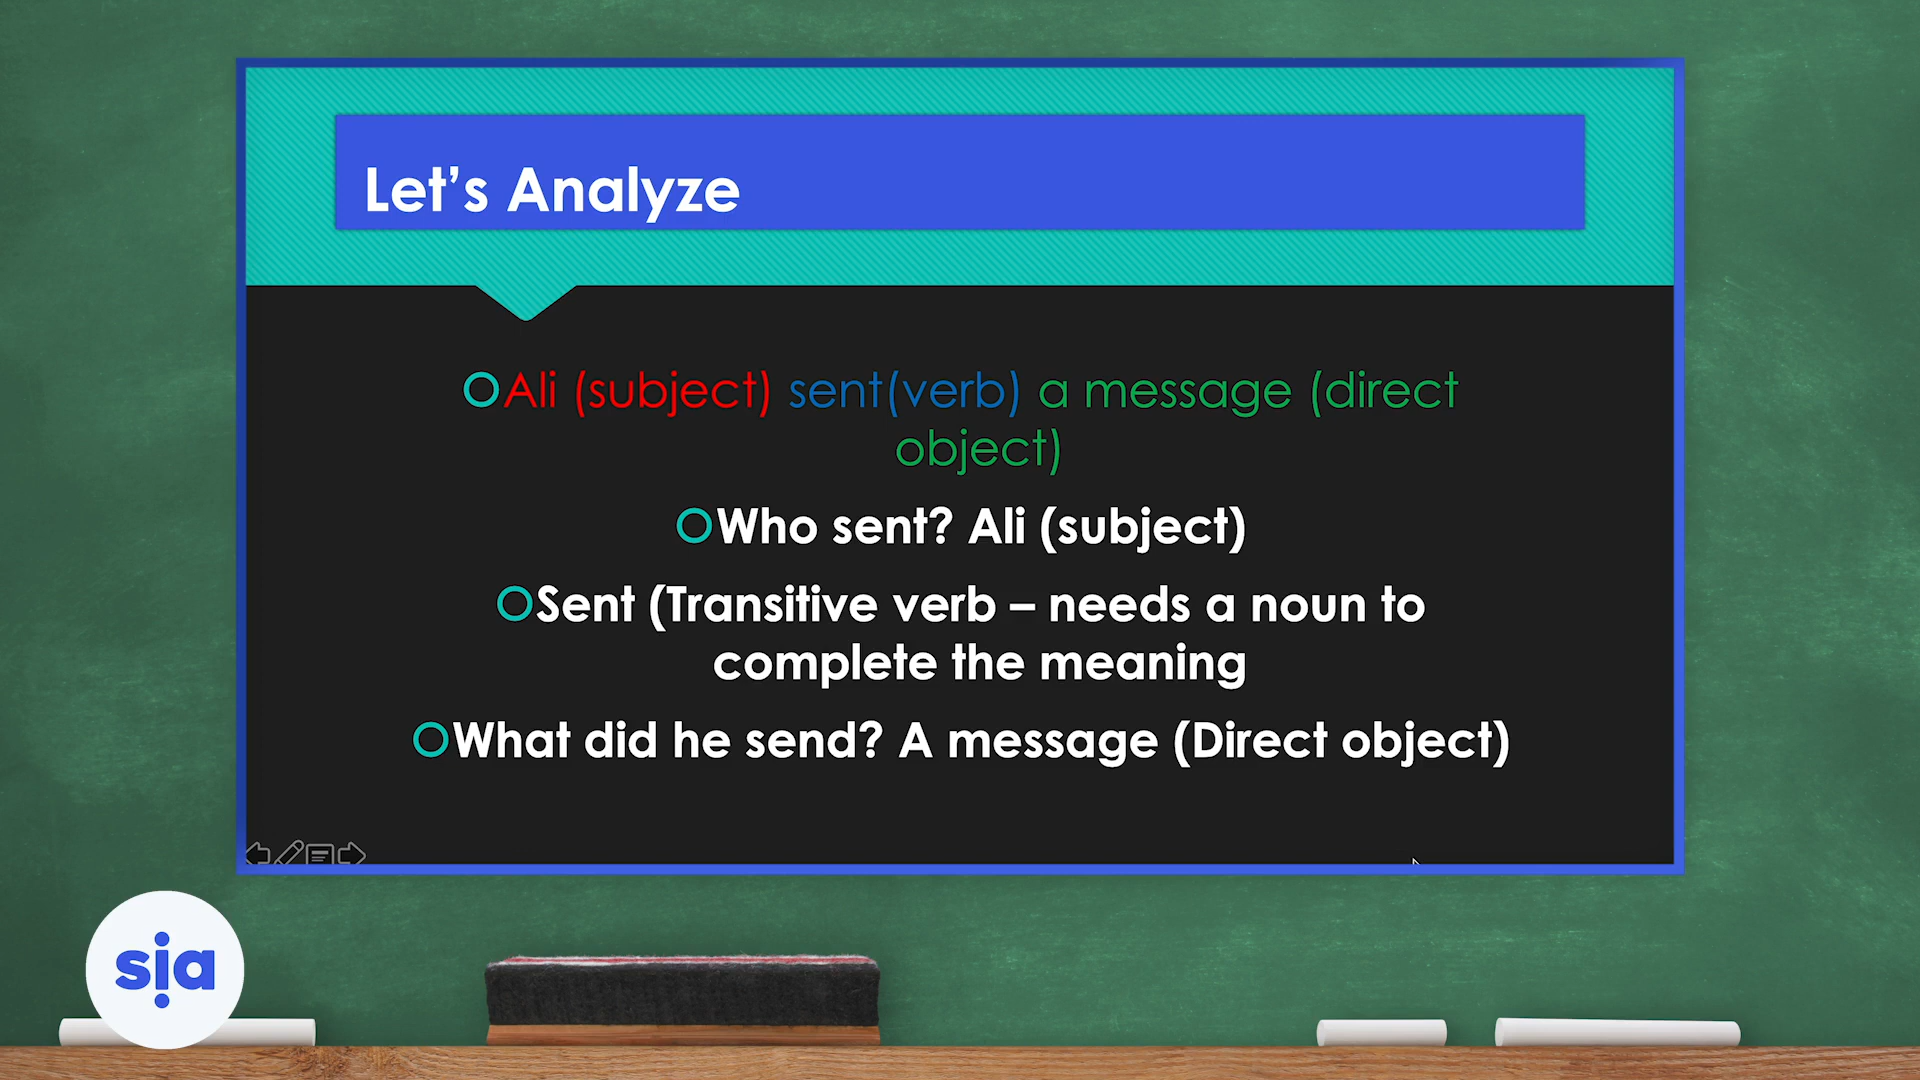 Let's Analyze
Ali (subject) sent(verb) a message (direct
object)
Who sent? Ali (subject)
Sent (Transitive verb – needs a noun to
complete the meaning
What did he send? A message (Direct object)
sia